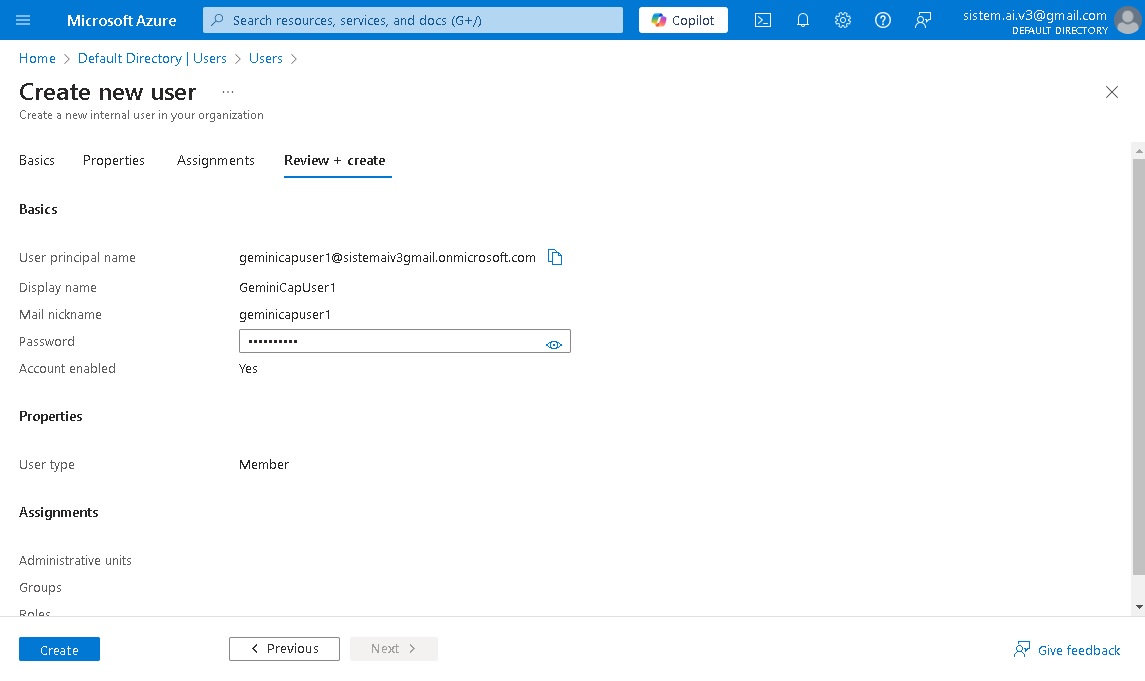 Microsoft Azure
Search resources, services, and docs (G+/)
Copilot
sistem.ai.v3@gmail.com
DEFAULT DIRECTORY
Home > Default Directory | Users > Users >
Create new user ...
Create a new internal user in your organization
Basics Properties Assignments Review + create
Basics
User principal name geminicapuser1@sistemaiv3gmail.onmicrosoft.com
Display name GeminiCapUser1
Mail nickname geminicapuser1
Password ••••••••••
Account enabled Yes
Properties
User type Member
Assignments
Administrative units
Groups
Roles
Create < Previous Next > Give feedback